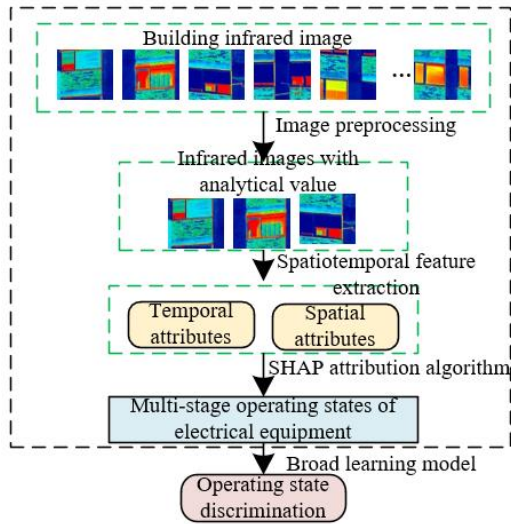 Building infrared image
...
Image preprocessing
Infrared images with
analytical value
Spatiotemporal feature
extraction
Temporal
attributes
Spatial
attributes
SHAP attribution algorithm
Multi-stage operating states of
electrical equipment
Broad learning model
Operating state
discrimination